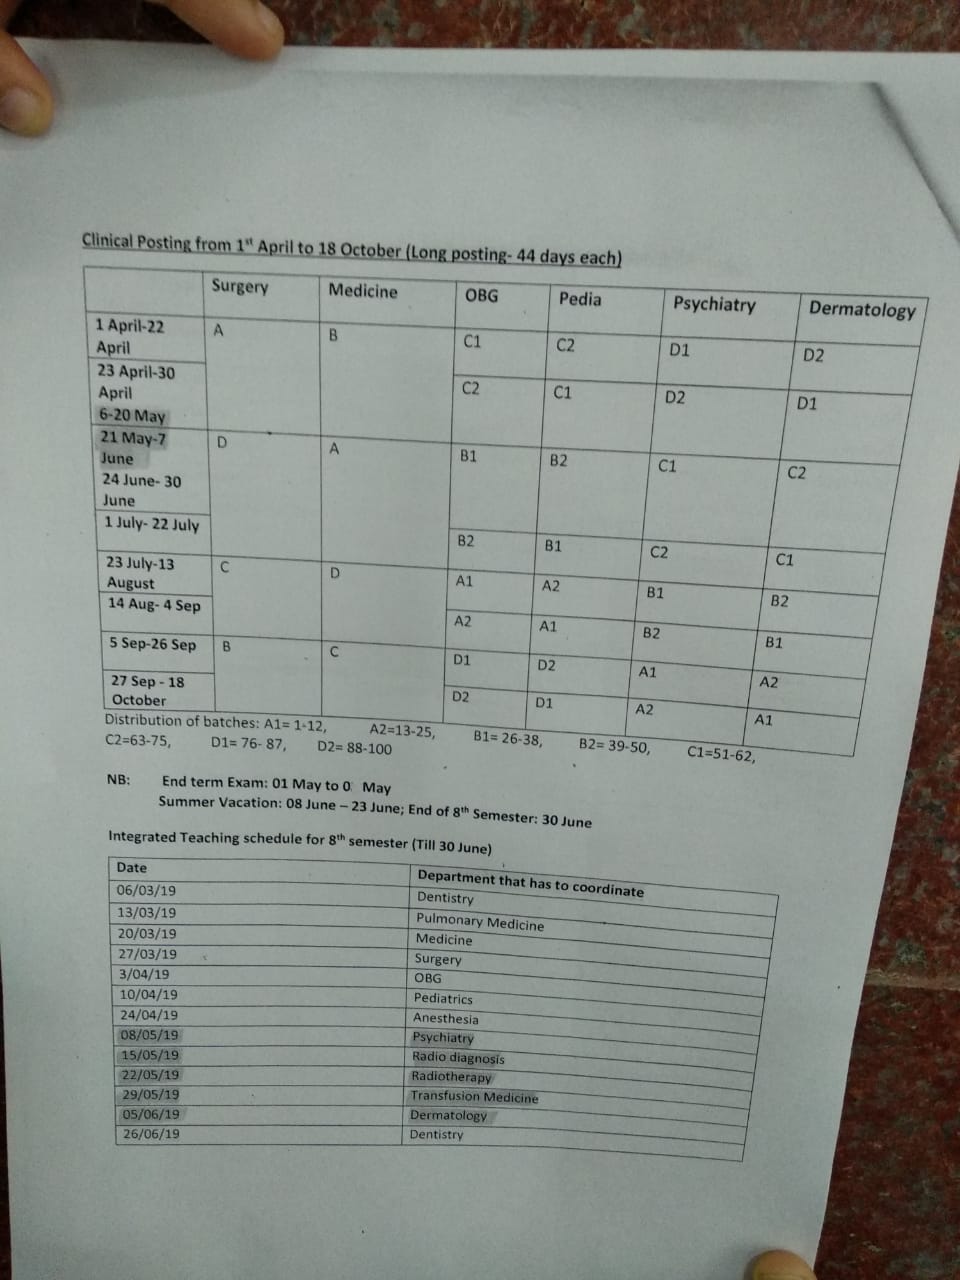 Clinical Posting from 1st April to 18 October (Long posting- 44 days each)
Surgery Medicine OBG Pedia Psychiatry Dermatology
1 April-22 April A B C1 C2 D1 D2
23 April-30 April
6-20 May C2 C1 D2 D1
21 May-7 June
24 June- 30 June D A B1 B2 C1 C2
1 July- 22 July B2 B1 C2 C1
23 July-13 August C D A1 A2 B1 B2
14 Aug- 4 Sep A2 A1 B2 B1
5 Sep-26 Sep B C D1 D2 A1 A2
27 Sep - 18 October D2 D1 A2 A1
Distribution of batches: A1= 1-12, A2=13-25, B1= 26-38, B2= 39-50, C1=51-62,
C2=63-75, D1= 76- 87, D2= 88-100
NB: End term Exam: 01 May to 0 May
Summer Vacation: 08 June – 23 June; End of 8th Semester: 30 June
Integrated Teaching schedule for 8th semester (Till 30 June)
Date Department that has to coordinate
06/03/19 Dentistry
13/03/19 Pulmonary Medicine
20/03/19 Medicine
27/03/19 Surgery
3/04/19 OBG
10/04/19 Pediatrics
24/04/19 Anesthesia
08/05/19 Psychiatry
15/05/19 Radio diagnosis
22/05/19 Radiotherapy
29/05/19 Transfusion Medicine
05/06/19 Dermatology
26/06/19 Dentistry